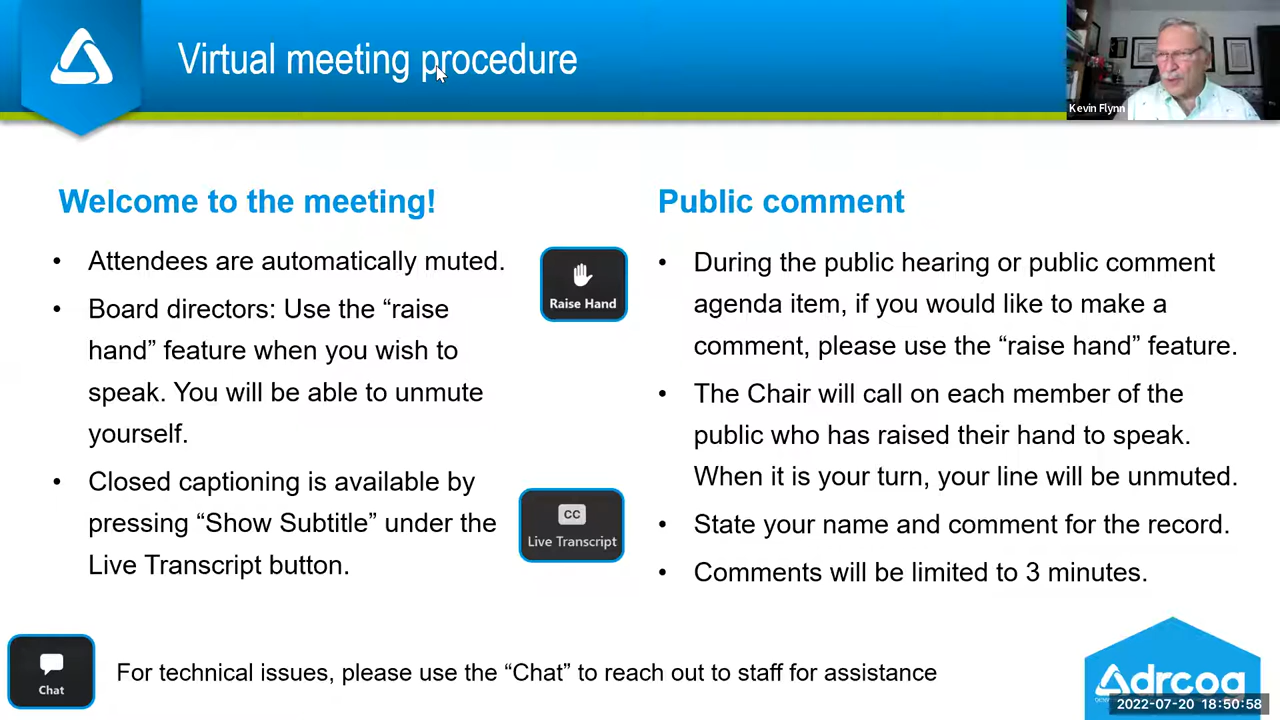 Virtual meeting procedure
Kevin Flynn
Welcome to the meeting!
• Attendees are automatically muted.
• Board directors: Use the “raise
hand” feature when you wish to
speak. You will be able to unmute
yourself.
• Closed captioning is available by
pressing “Show Subtitle” under the
Live Transcript button.
Raise Hand
CC
Live Transcript
Public comment
• During the public hearing or public comment
agenda item, if you would like to make a
comment, please use the “raise hand” feature.
• The Chair will call on each member of the
public who has raised their hand to speak.
When it is your turn, your line will be unmuted.
• State your name and comment for the record.
• Comments will be limited to 3 minutes.
Chat
For technical issues, please use the “Chat” to reach out to staff for assistance
drcog
2022-07-20 18:50:58